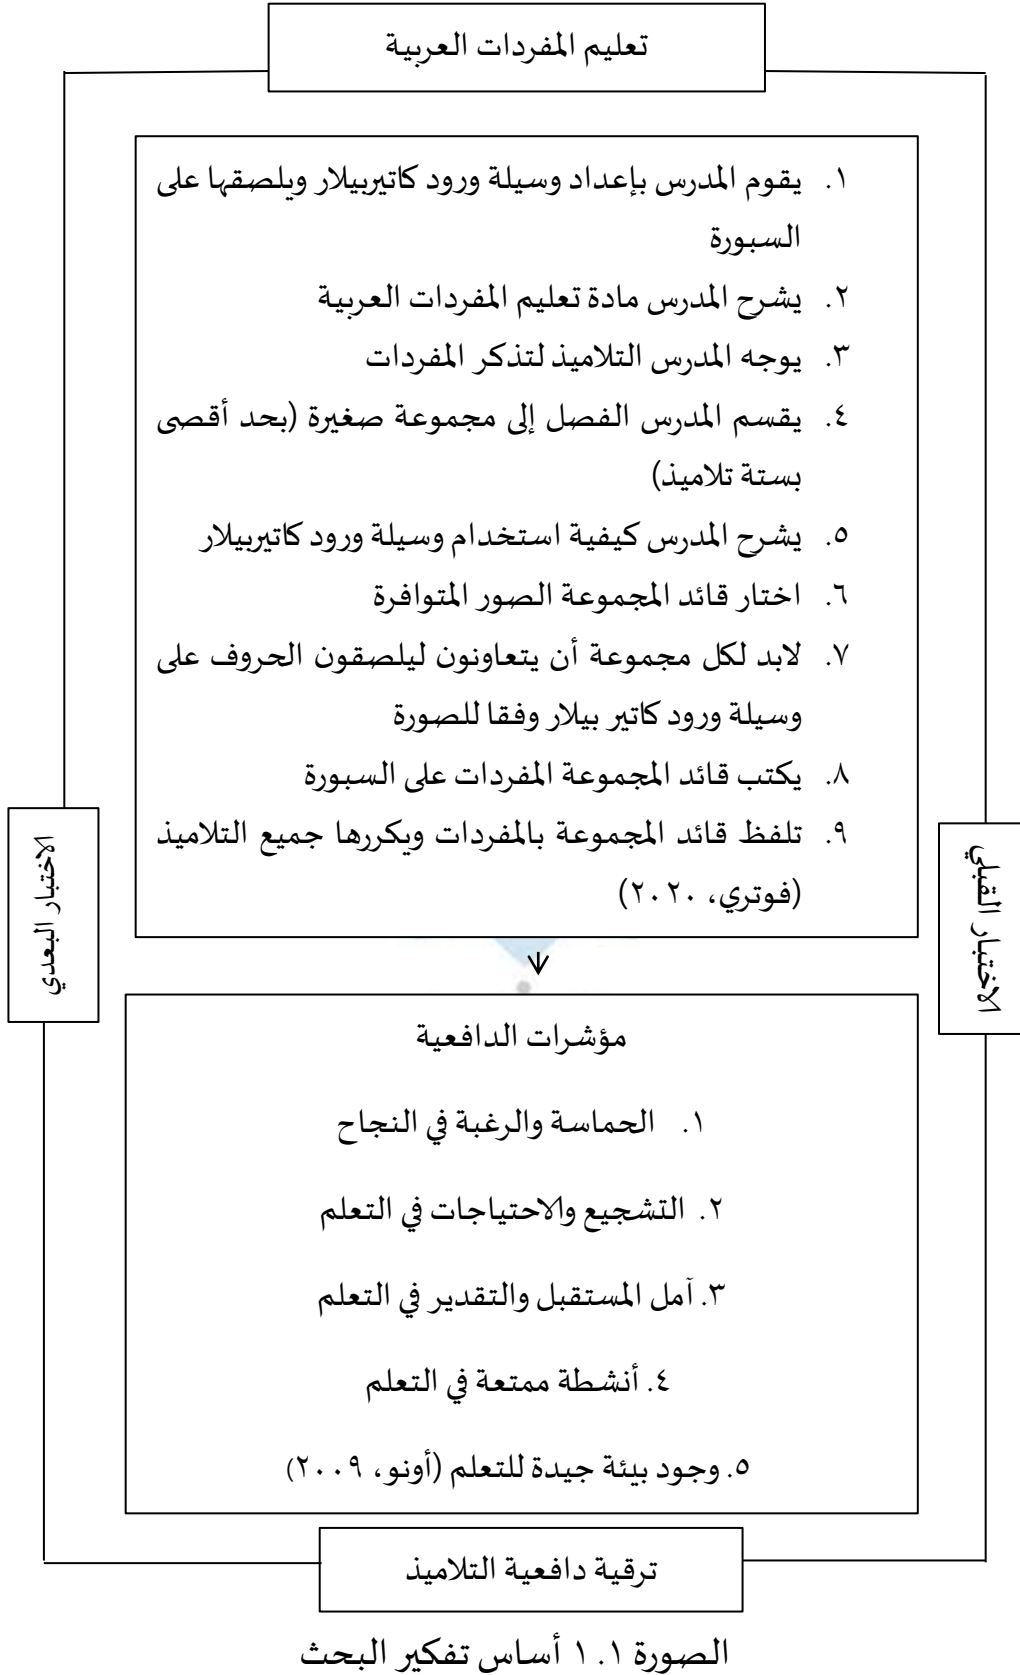 تعليم المفردات العربية
١. يقوم المدرس بإعداد وسيلة ورود كاتيربيلار ويلصقها على
السبورة
٢. يشرح المدرس مادة تعليم المفردات العربية
٣. يوجه المدرس التلاميذ لتذكر المفردات
٤. يقسم المدرس الفصل إلى مجموعة صغيرة (بحد أقصى
بستة تلاميذ)
٥. يشرح المدرس كيفية استخدام وسيلة ورود كاتيربيلار
٦. اختار قائد المجموعة الصور المتوافرة
٧. لابد لكل مجموعة أن يتعاونون ليلصقون الحروف على
وسيلة ورود كاتير بيلار وفقا للصورة
٨. يكتب قائد المجموعة المفردات على السبورة
٩. تلفظ قائد المجموعة بالمفردات ويكررها جميع التلاميذ
(فوتري، ٢٠٢٠)
الاختبار القبلي
الاختبار البعدي
مؤشرات الدافعية
١. الحماسة والرغبة في النجاح
٢. التشجيع والاحتياجات في التعلم
٣. آمل المستقبل والتقدير في التعلم
٤. أنشطة ممتعة في التعلم
٥. وجود بيئة جيدة للتعلم (أونو، ٢٠٠٩)
ترقية دافعية التلاميذ
الصورة ١.١ أساس تفكير البحث